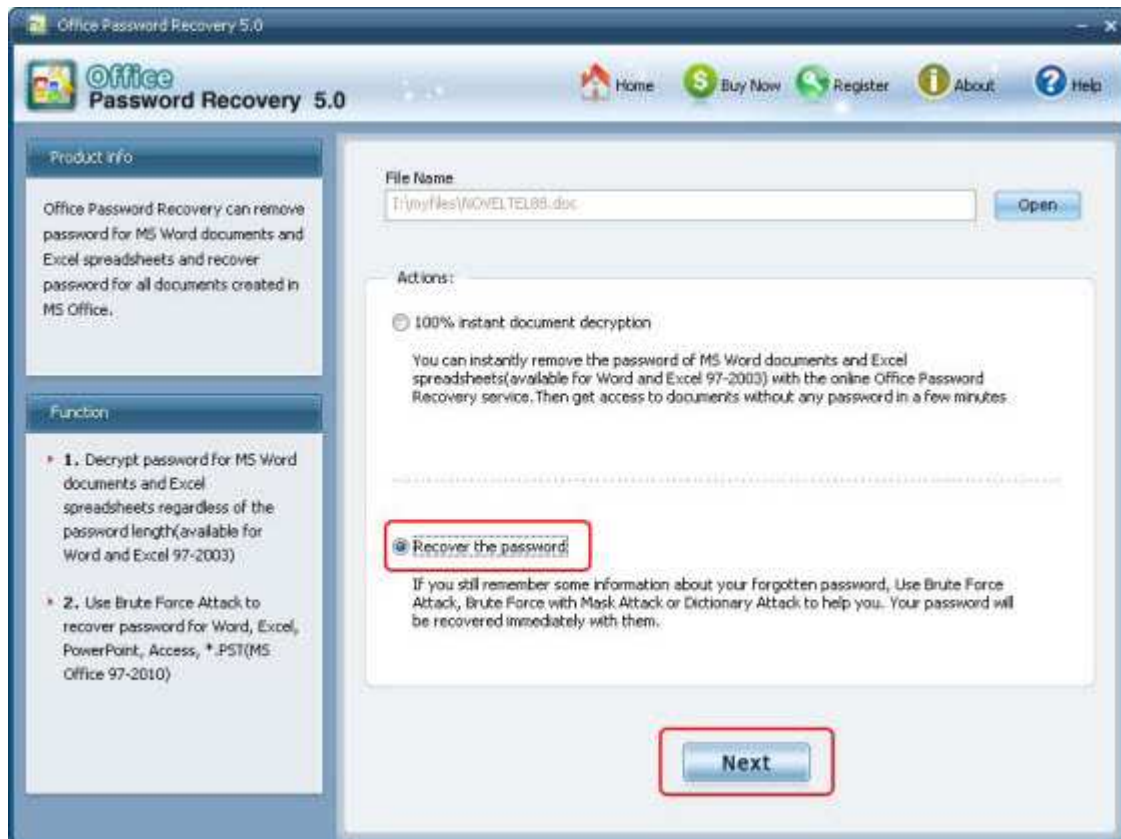 Office Password Recovery 5.0
Office
Password Recovery 5.0
Home
Buy Now
Register
About
Help
Product info
Office Password Recovery can remove
password for MS Word documents and
Excel spreadsheets and recover
password for all documents created in
MS Office.
Function
1. Decrypt password for MS Word
documents and Excel
spreadsheets regardless of the
password length(available for
Word and Excel 97-2003)
2. Use Brute Force Attack to
recover password for Word, Excel,
PowerPoint, Access, *.PST(MS
Office 97-2010)
File Name
Open
Actions:
100% instant document decryption
You can instantly remove the password of MS Word documents and Excel
spreadsheets(available for Word and Excel 97-2003) with the online Office Password
Recovery service.Then get access to documents without any password in a few minutes
Recover the password
If you still remember some information about your forgotten password, Use Brute Force
Attack, Brute Force with Mask Attack or Dictionary Attack to help you. Your password will
be recovered immediately with them.
Next